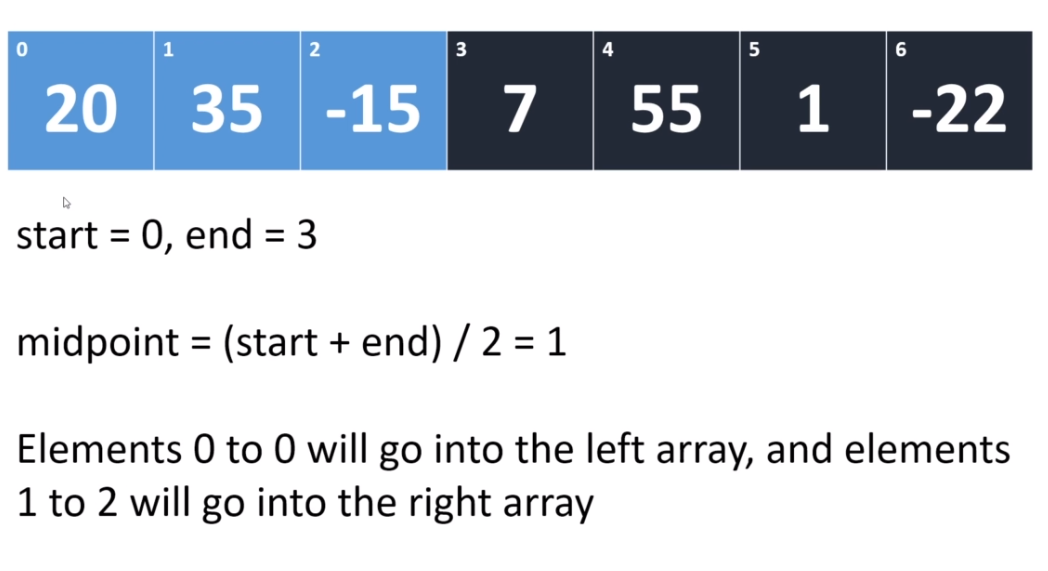 0 1 2 3 4 5 6
20 35 -15 7 55 1 -22
start = 0, end = 3
midpoint = (start + end) / 2 = 1
Elements 0 to 0 will go into the left array, and elements
1 to 2 will go into the right array